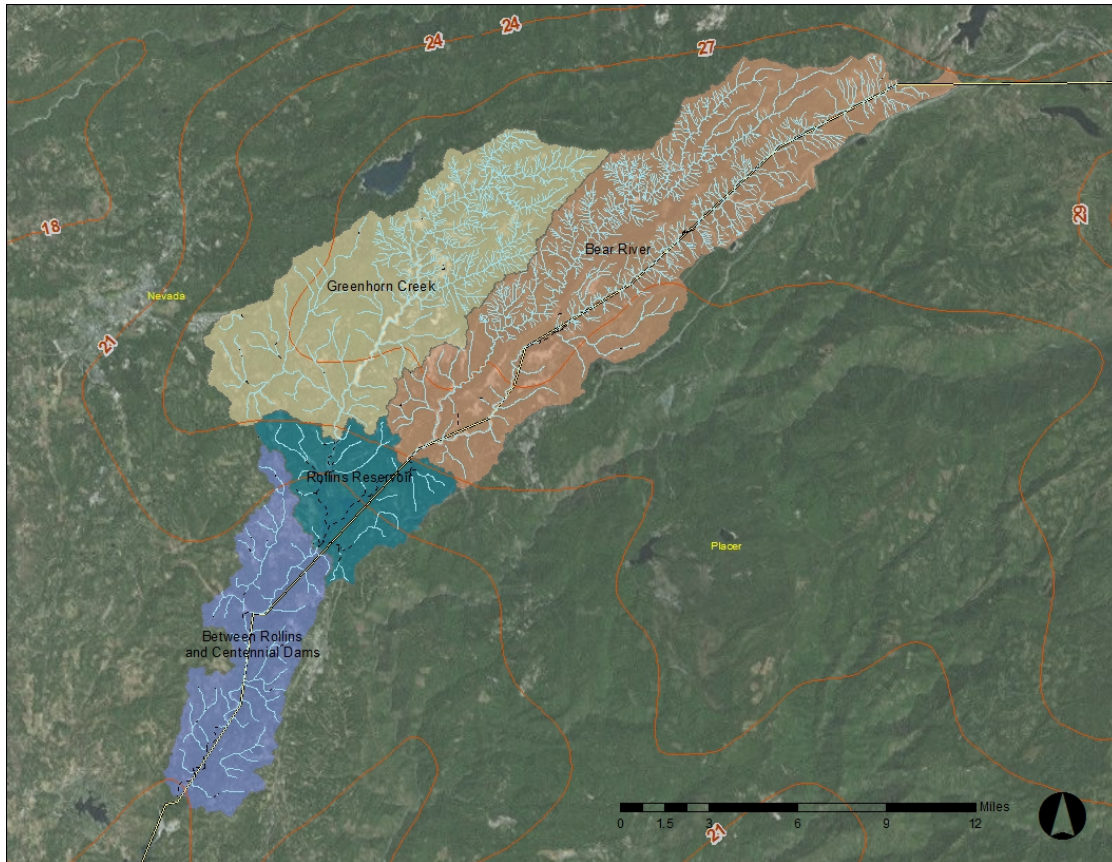 24
24
27
18
29
Bear River
Greenhorn Creek
Nevada
21
Rollins Reservoir
Placer
Between Rollins
and Centennial Dams
Miles
0 1.5 3 6 9 12
21